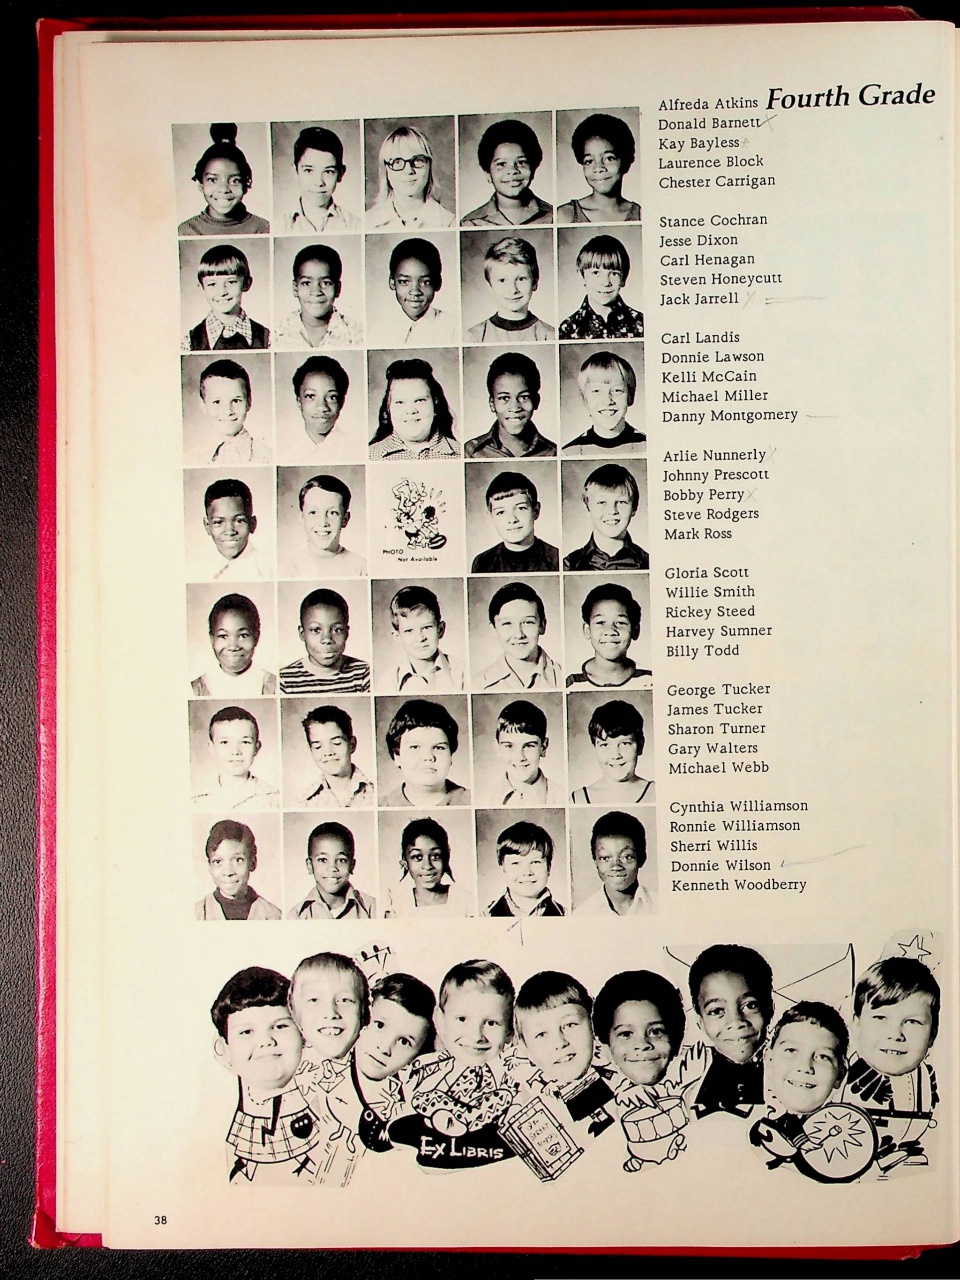 Fourth Grade
Alfreda Atkins
Donald Barnett
Kay Bayless
Laurence Block
Chester Carrigan
Stance Cochran
Jesse Dixon
Carl Henagan
Steven Honeycutt
Jack Jarrell
Carl Landis
Donnie Lawson
Kelli McCain
Michael Miller
Danny Montgomery
Arlie Nunnerly
Johnny Prescott
Bobby Perry
Steve Rodgers
Mark Ross
PHOTO
Not Available
Gloria Scott
Willie Smith
Rickey Steed
Harvey Sumner
Billy Todd
George Tucker
James Tucker
Sharon Turner
Gary Walters
Michael Webb
Cynthia Williamson
Ronnie Williamson
Sherri Willis
Donnie Wilson
Kenneth Woodberry
Ex LIBRIS
38